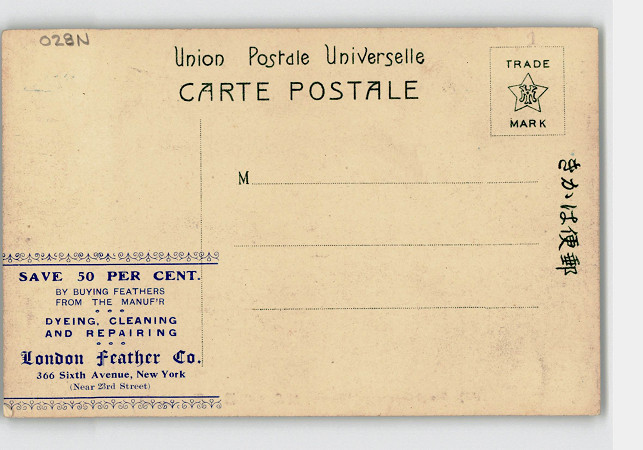 028N
Union Postale Universelle
CARTE POSTALE
TRADE
MARK
M
きかは便郵
SAVE 50 PER CENT.
BY BUYING FEATHERS
FROM THE MANUF'R
DYEING, CLEANING
AND REPAIRING
London Feather Co.
366 Sixth Avenue, New York
(Near 23rd Street)